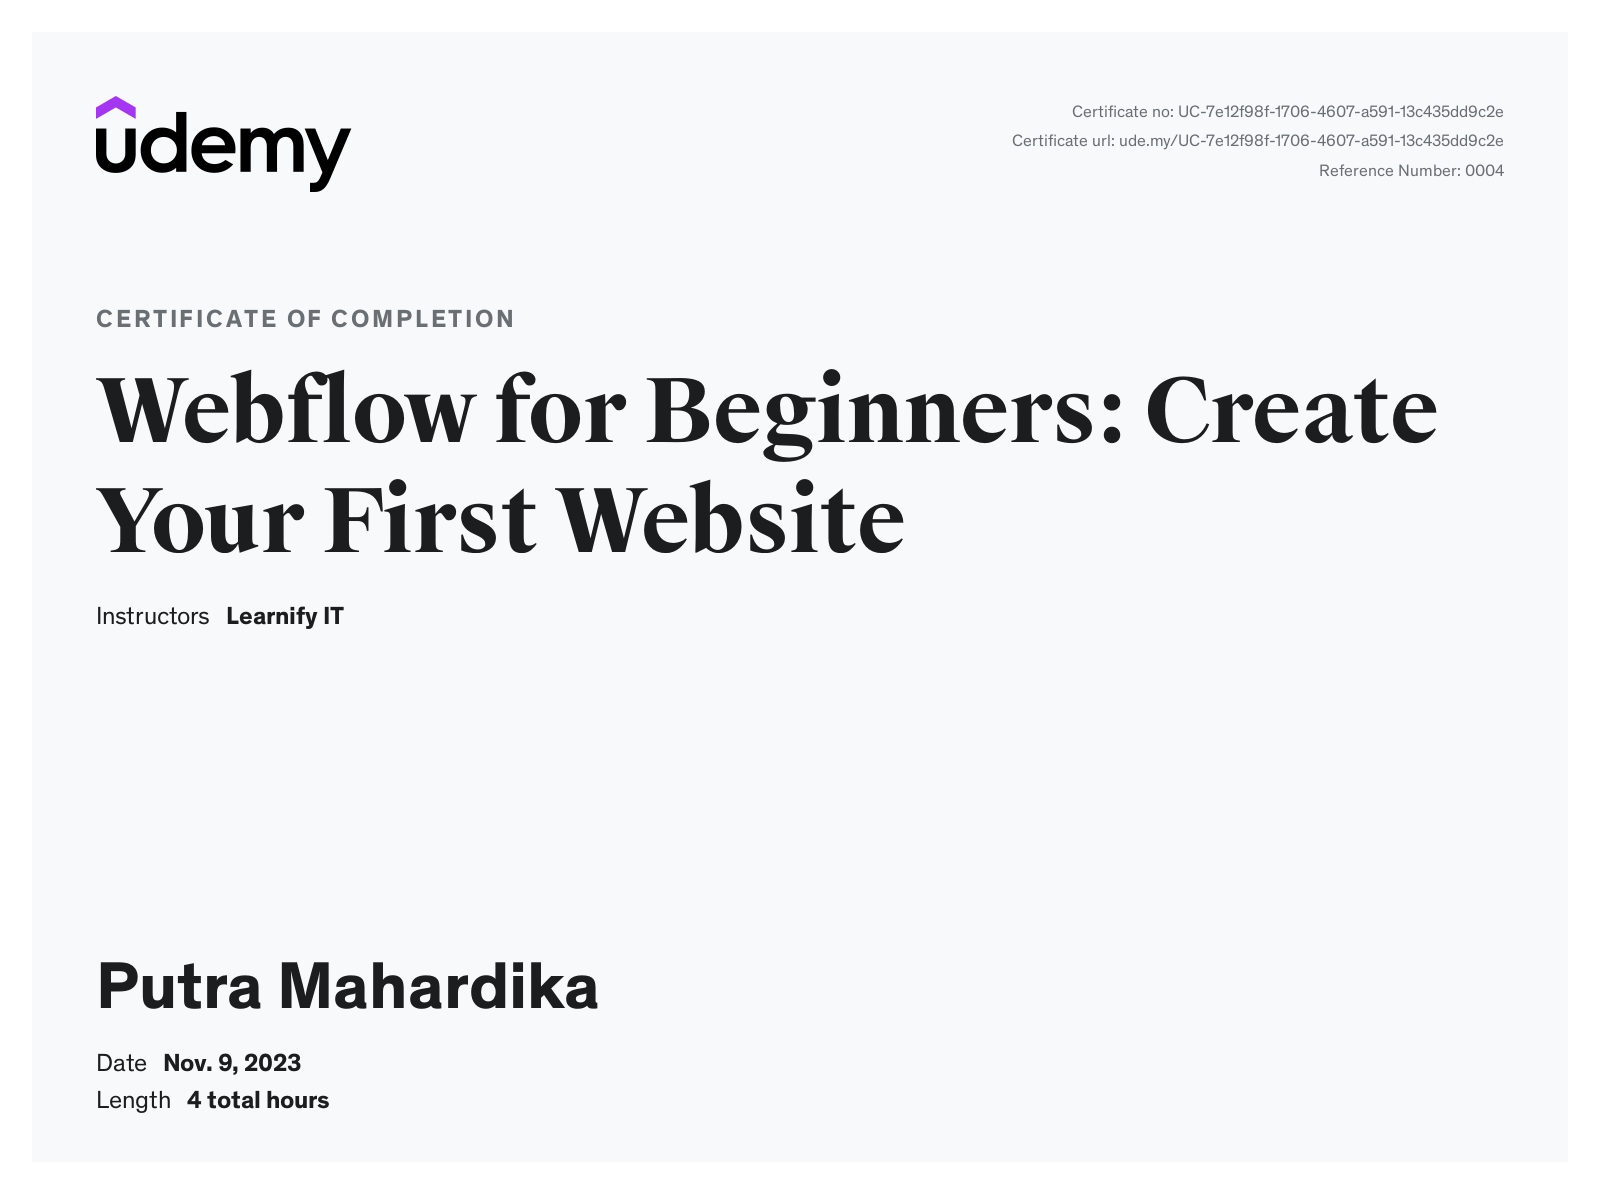 udemy
Certificate no: UC-7e12f98f-1706-4607-a591-13c435dd9c2e
Certificate url: ude.my/UC-7e12f98f-1706-4607-a591-13c435dd9c2e
Reference Number: 0004
CERTIFICATE OF COMPLETION
Webflow for Beginners: Create
Your First Website
Instructors Learnify IT
Putra Mahardika
Date Nov. 9, 2023
Length 4 total hours